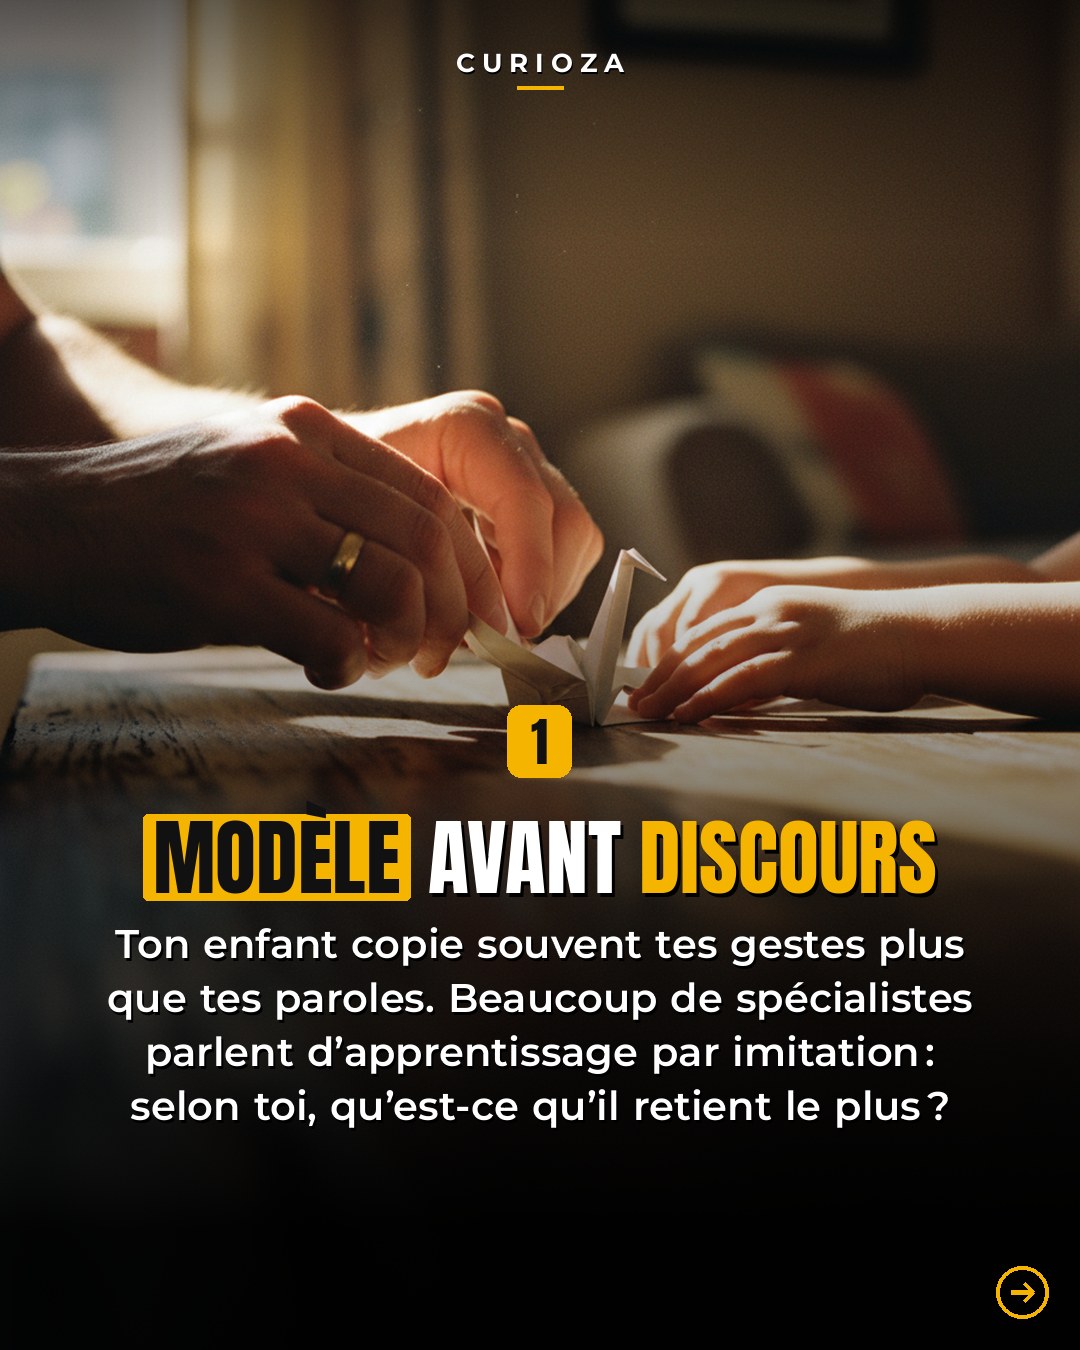 CURIOZA
1
MODÈLE AVANT DISCOURS
Ton enfant copie souvent tes gestes plus
que tes paroles. Beaucoup de spécialistes
parlent d’apprentissage par imitation :
selon toi, qu’est-ce qu’il retient le plus ?